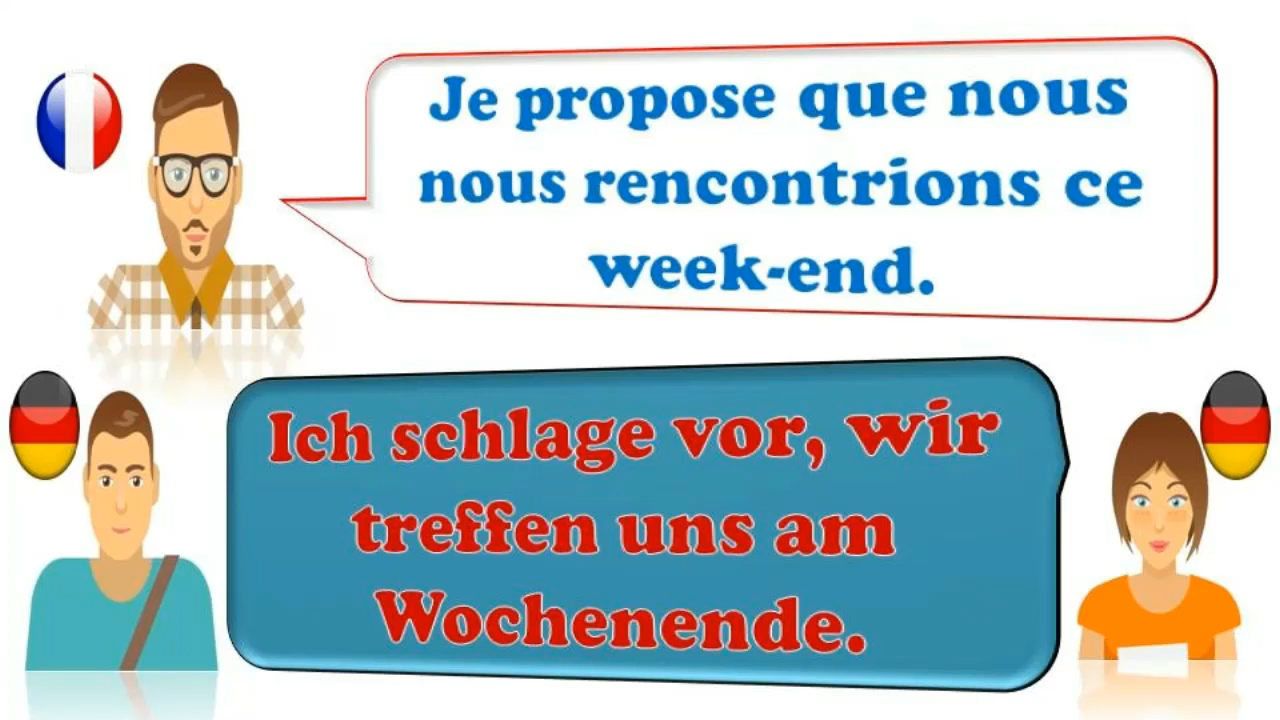 Je propose que nous
nous rencontrions ce
week-end.
Ich schlage vor, wir
treffen uns am
Wochenende.